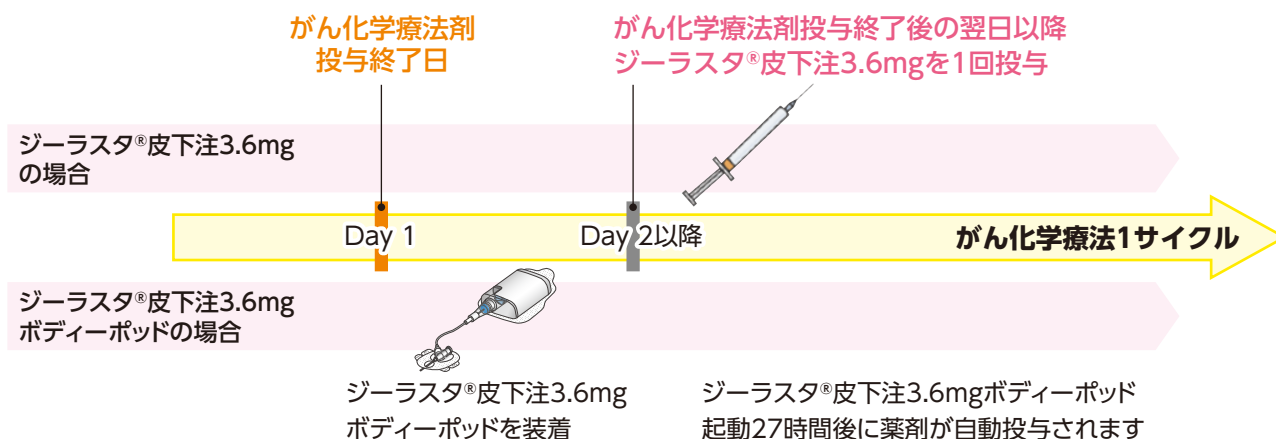 がん化学療法剤
投与終了日
がん化学療法剤投与終了後の翌日以降
ジーラスタ®皮下注3.6mgを1回投与
ジーラスタ®皮下注3.6mg
の場合
Day 1
Day 2以降
がん化学療法1サイクル
ジーラスタ®皮下注3.6mg
ボディーポッドの場合
ジーラスタ®皮下注3.6mg
ボディーポッドを装着
ジーラスタ®皮下注3.6mgボディーポッド
起動27時間後に薬剤が自動投与されます